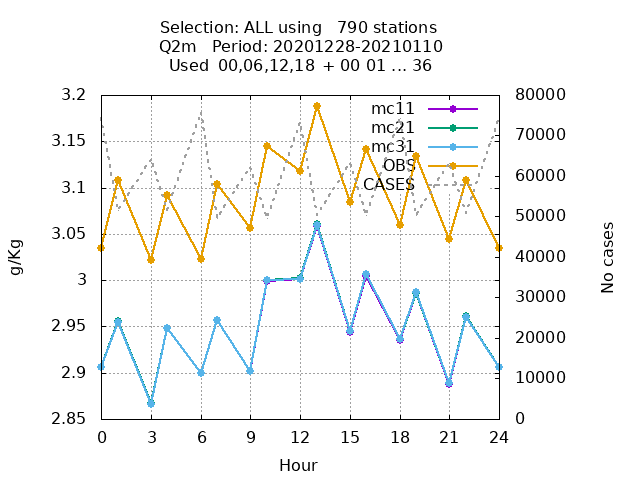 Selection: ALL using   790 stations
Q2m   Period: 20201228-20210110
Used  00,06,12,18 + 00 01 ... 36
3.2
3.15
3.1
3.05
3
2.95
2.9
2.85
80000
70000
60000
50000
40000
30000
20000
10000
0
mc11
mc21
mc31
OBS
CASES
g/Kg
No cases
0 3 6 9 12 15 18 21 24
Hour